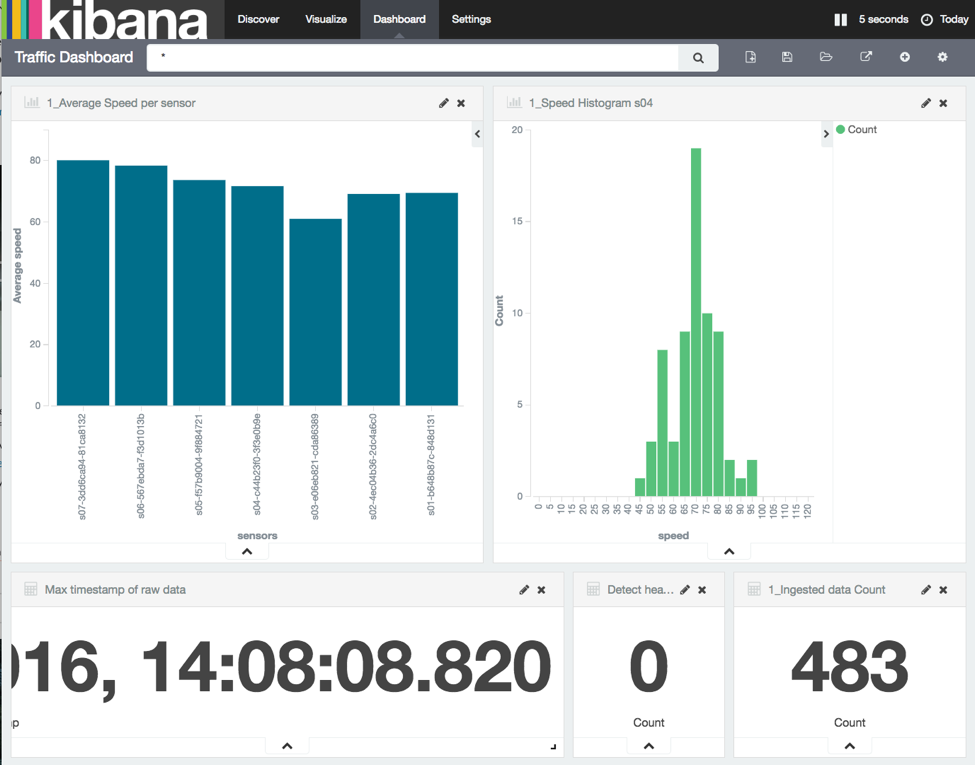 kibana Discover Visualize Dashboard Settings 5 seconds Today
Traffic Dashboard *
1_Average Speed per sensor
Average speed
80
60
40
20
0
s07-3dd6ca94-81ca8132
s06-567ebda7-f3d1013b
s05-f57b9004-9f884721
s04-c44b23f0-3f3e0b9e
s03-e06eb821-cda86389
s02-4ec04b36-2dc4a6c0
s01-b648b87c-848d131
sensors
1_Speed Histogram s04
Count
Count
20
15
10
5
0
0 5 10 15 20 25 30 35 40 45 50 55 60 65 70 75 80 85 90 95 100 105 110 115 120
speed
Max timestamp of raw data
16, 14:08:08.820
Detect hea...
0
Count
1_Ingested data Count
483
Count